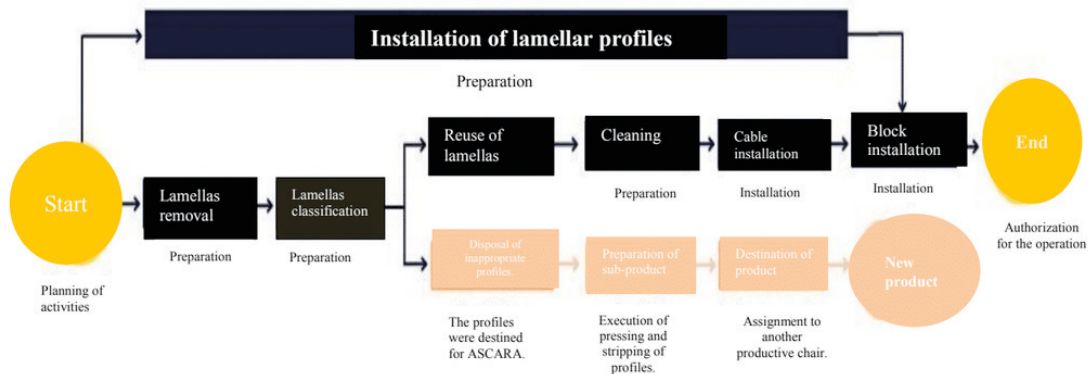 Installation of lamellar profiles
Preparation
Start
Planning of
activities
Lamellas
removal
Preparation
Lamellas
classification
Preparation
Reuse of
lamellas
Cleaning
Preparation
Cable
installation
Installation
Block
installation
Installation
End
Authorization
for the operation
Disposal of
inappropriate
profiles.
The profiles
were destined
for ASCARA.
Preparation of
sub-product
Execution of
pressing and
stripping of
profiles.
Destination of
product
Assignment to
another
productive chair.
New
product